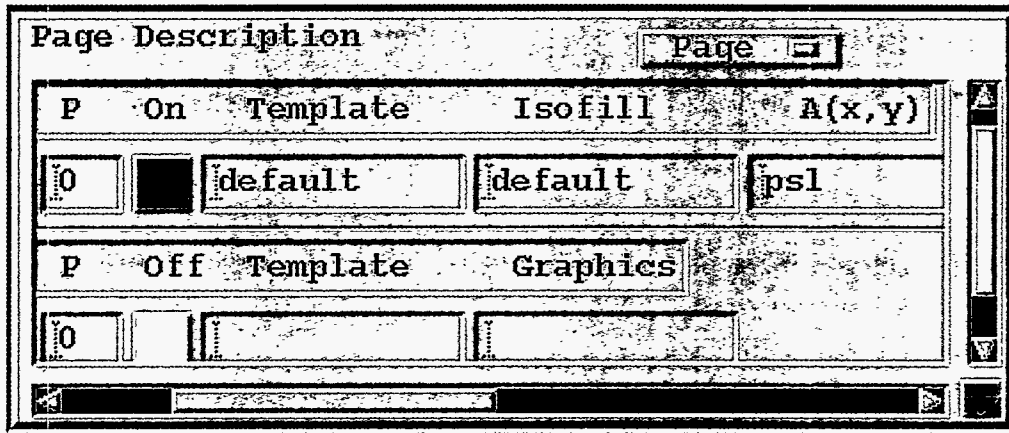 Page Description Page
P On Template Isofill A(x,y)
0 default default psl
P Off Template Graphics
0